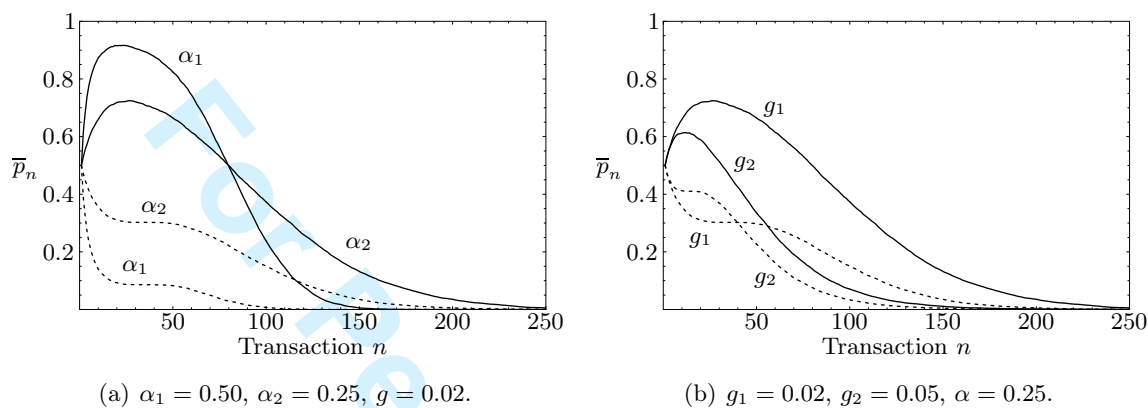 1
0.8
0.6
p̅n
0.4
0.2
α1
α2
α2
α1
α2
50 100 150 200 250
Transaction n
(a) α1 = 0.50, α2 = 0.25, g = 0.02.
1
0.8
0.6
p̅n
0.4
0.2
g1
g2
g1
g2
50 100 150 200 250
Transaction n
(b) g1 = 0.02, g2 = 0.05, α = 0.25.
For Pe